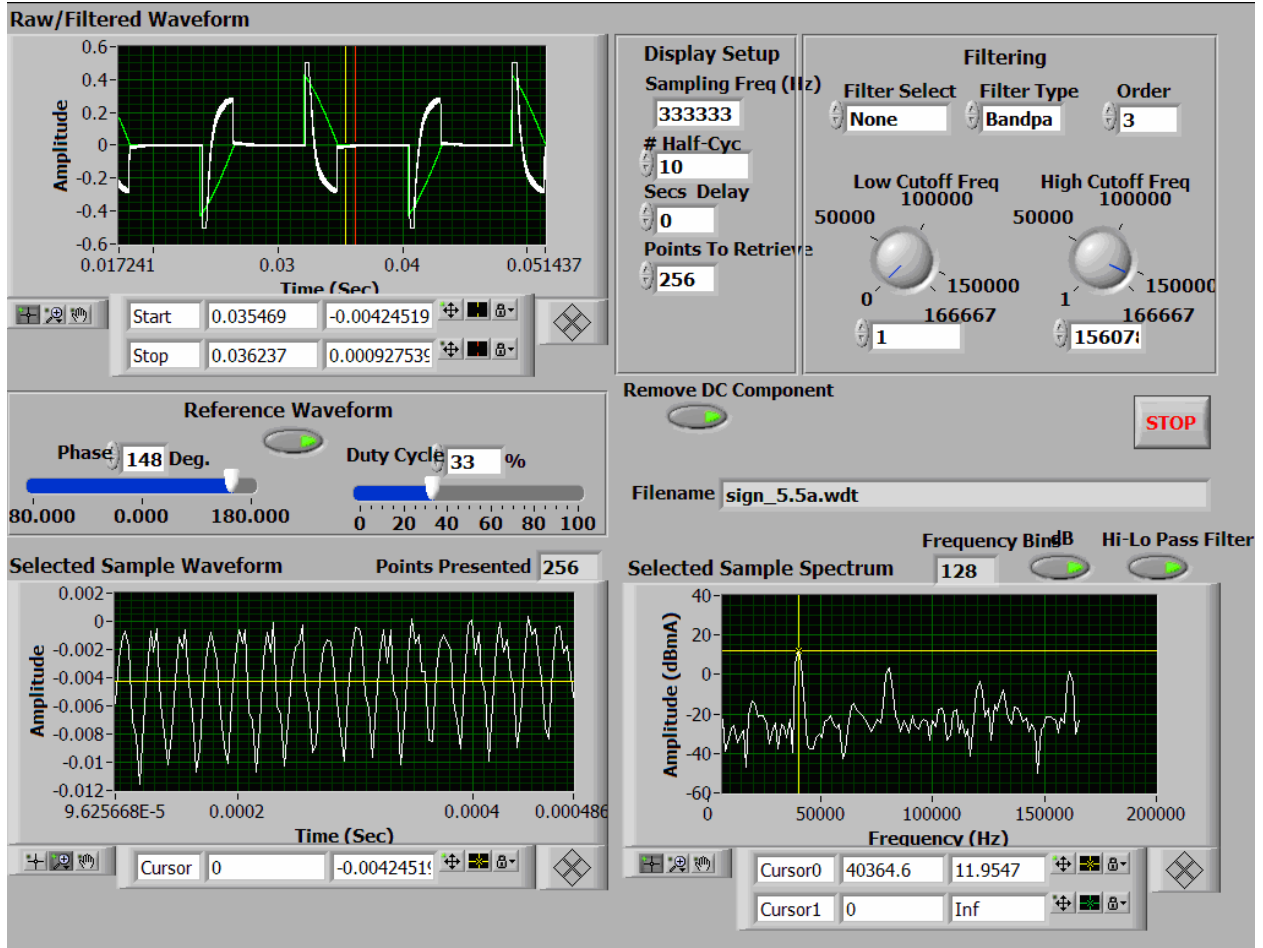 Raw/Filtered Waveform
0.6
0.4
0.2
0
-0.2
-0.4
-0.6
Amplitude
0.017241 0.03 0.04 0.051437
Time (Sec)
Start 0.035469 -0.00424519
Stop 0.036237 0.000927539
Display Setup
Sampling Freq (Hz)
333333
# Half-Cyc
10
Secs Delay
0
Points To Retrieve
256
Filtering
Filter Select Filter Type Order
None Bandpa 3
Low Cutoff Freq High Cutoff Freq
100000 100000
50000 50000
150000 150000
0 1
166667 166667
1 156078
Reference Waveform
Phase 148 Deg.
Duty Cycle 33 %
80.000 0.000 180.000
0 20 40 60 80 100
Remove DC Component
STOP
Filename sign_5.5a.wdt
Selected Sample Waveform Points Presented 256
0.002
0
-0.002
-0.004
-0.006
-0.008
-0.01
-0.012
Amplitude
9.625668E-5 0.0002 0.0004 0.000486
Time (Sec)
Cursor 0 -0.00424519
Frequency Bins dB Hi-Lo Pass Filter
Selected Sample Spectrum 128
40
20
0
-20
-40
-60
Amplitude (dBmA)
0 50000 100000 150000 200000
Frequency (Hz)
Cursor0 40364.6 11.9547
Cursor1 0 Inf